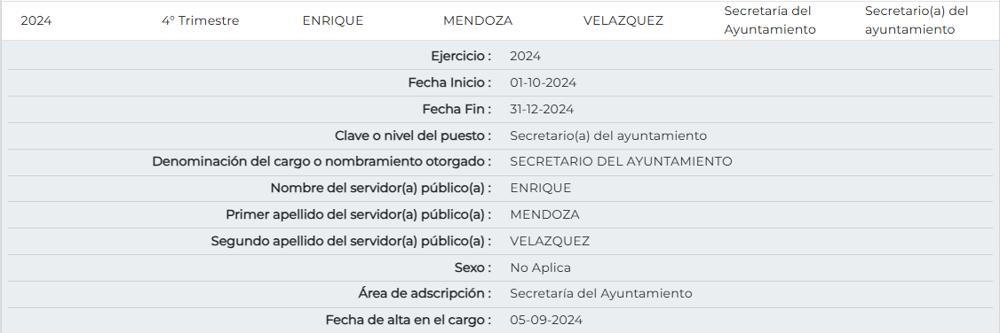 2024 4° Trimestre ENRIQUE MENDOZA VELAZQUEZ Secretaría del Ayuntamiento Secretario(a) del ayuntamiento
Ejercicio : 2024
Fecha Inicio : 01-10-2024
Fecha Fin : 31-12-2024
Clave o nivel del puesto : Secretario(a) del ayuntamiento
Denominación del cargo o nombramiento otorgado : SECRETARIO DEL AYUNTAMIENTO
Nombre del servidor(a) público(a) : ENRIQUE
Primer apellido del servidor(a) público(a) : MENDOZA
Segundo apellido del servidor(a) público(a) : VELAZQUEZ
Sexo : No Aplica
Área de adscripción : Secretaría del Ayuntamiento
Fecha de alta en el cargo : 05-09-2024